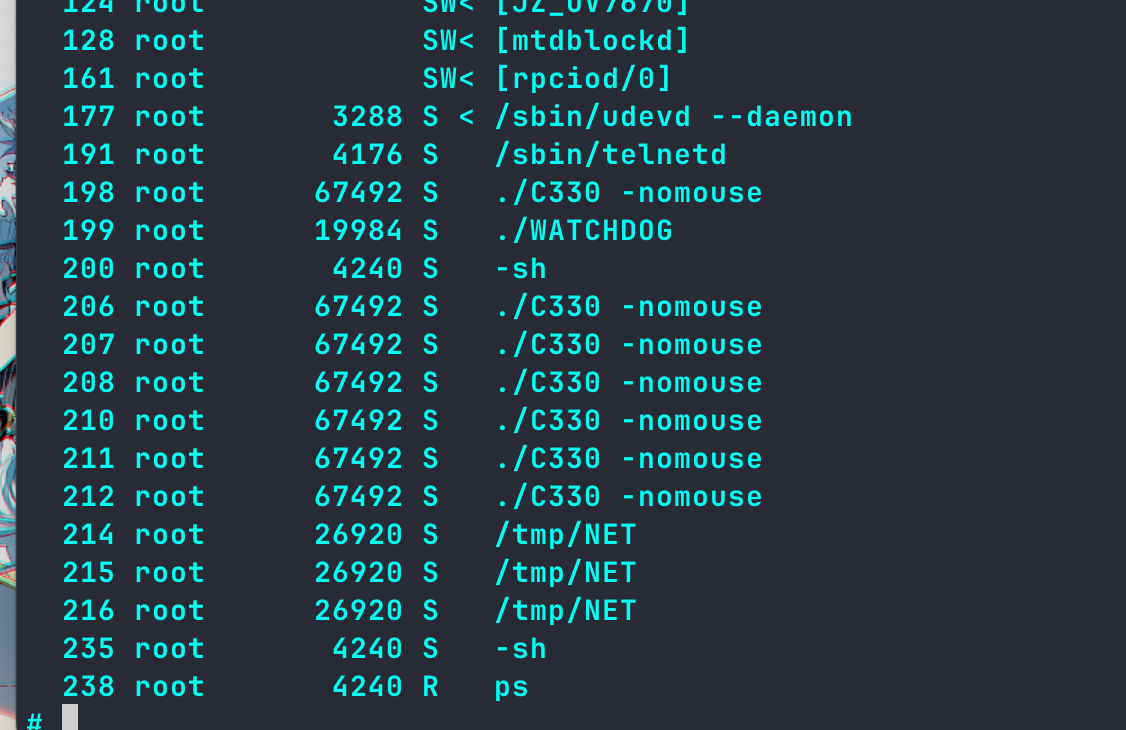 124 root SW< [JZ_OV7670]
128 root SW< [mtdblockd]
161 root SW< [rpciod/0]
177 root 3288 S < /sbin/udevd --daemon
191 root 4176 S /sbin/telnetd
198 root 67492 S ./C330 -nomouse
199 root 19984 S ./WATCHDOG
200 root 4240 S -sh
206 root 67492 S ./C330 -nomouse
207 root 67492 S ./C330 -nomouse
208 root 67492 S ./C330 -nomouse
210 root 67492 S ./C330 -nomouse
211 root 67492 S ./C330 -nomouse
212 root 67492 S ./C330 -nomouse
214 root 26920 S /tmp/NET
215 root 26920 S /tmp/NET
216 root 26920 S /tmp/NET
235 root 4240 S -sh
238 root 4240 R ps
#